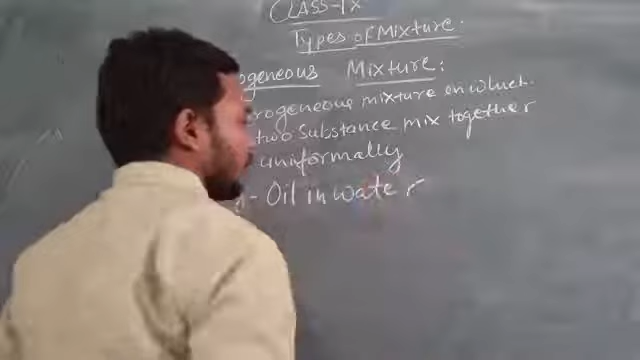 CLASS-IX
Types of Mixture.
ogeneous Mixture:
rogeneous mixture in which
two substance mix together
uniformally
- Oil in water